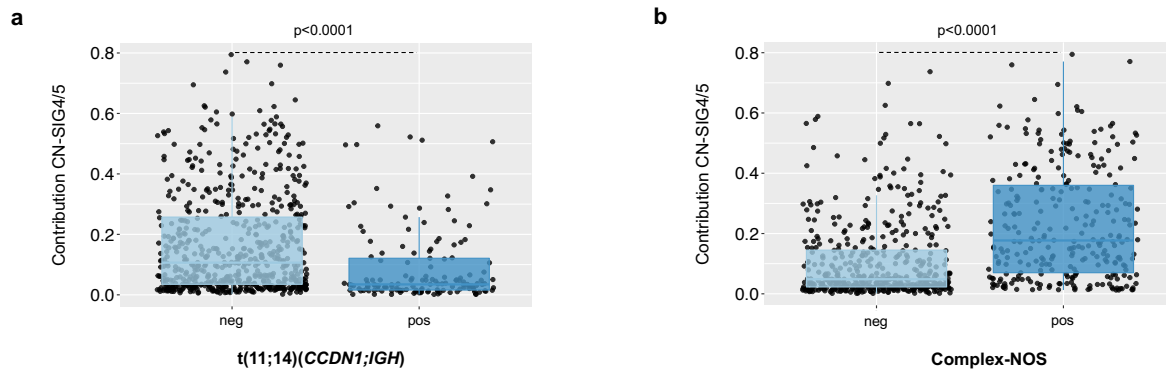 a
p<0.0001
Contribution CN-SIG4/5
0.8
0.6
0.4
0.2
0.0
neg
pos
t(11;14)(CCDN1;IGH)
b
p<0.0001
Contribution CN-SIG4/5
0.8
0.6
0.4
0.2
0.0
neg
pos
Complex-NOS